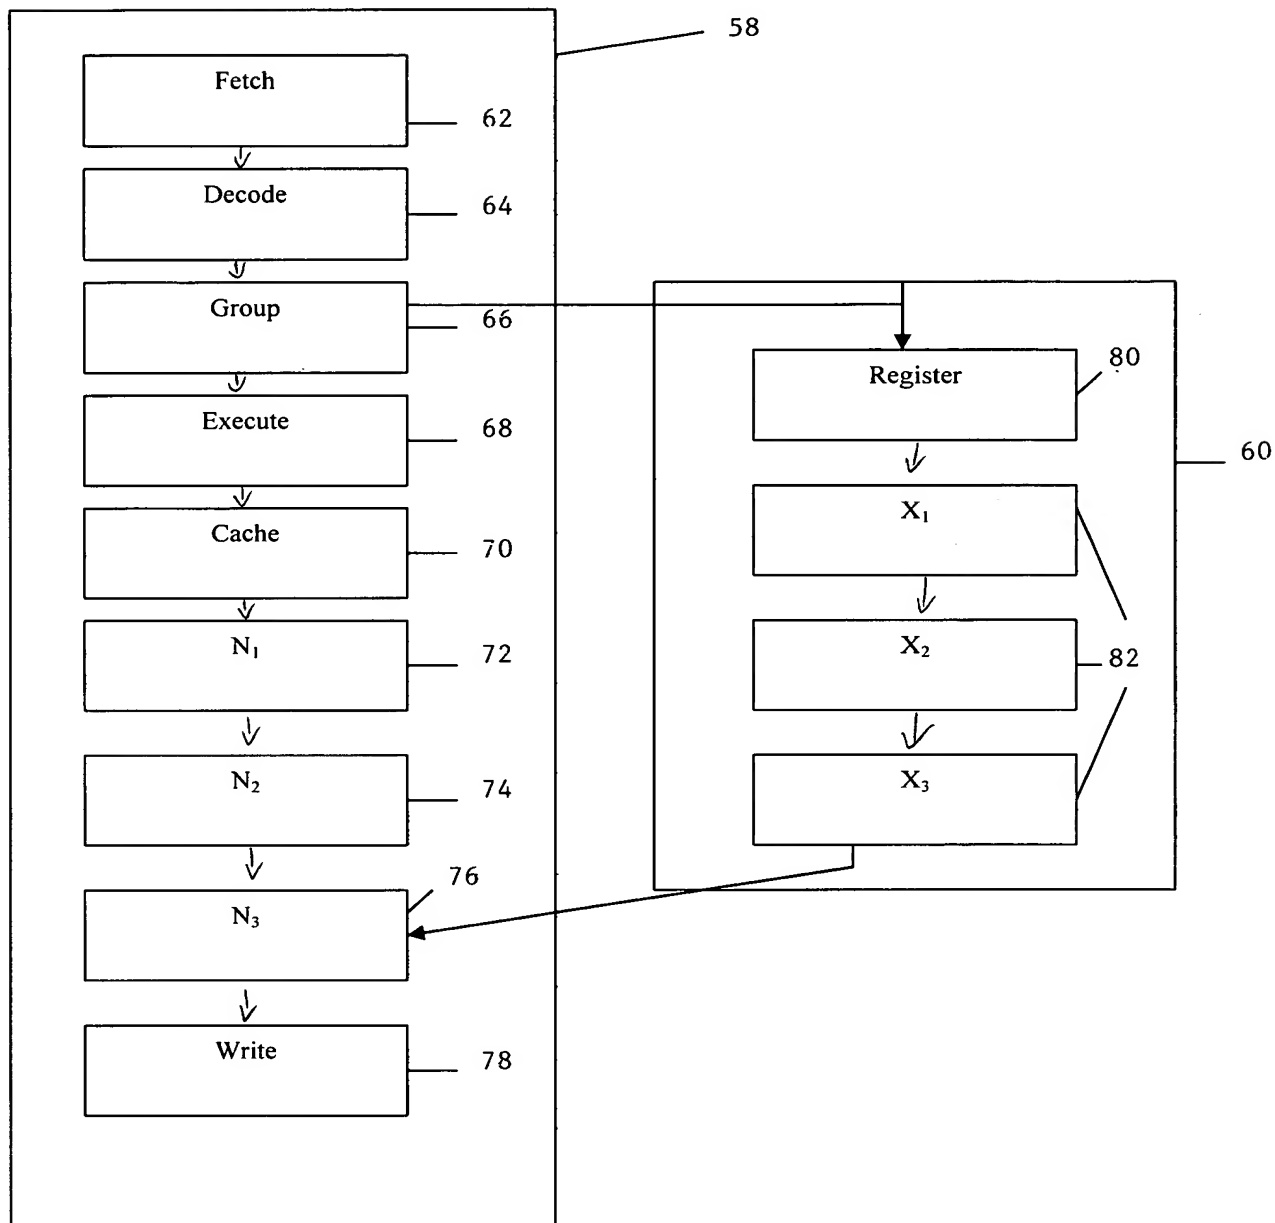 58
Fetch
62
Decode
64
Group
66
Execute
68
Cache
70
N₁
72
N₂
74
N₃
76
Write
78
60
Register
80
X₁
X₂
82
X₃